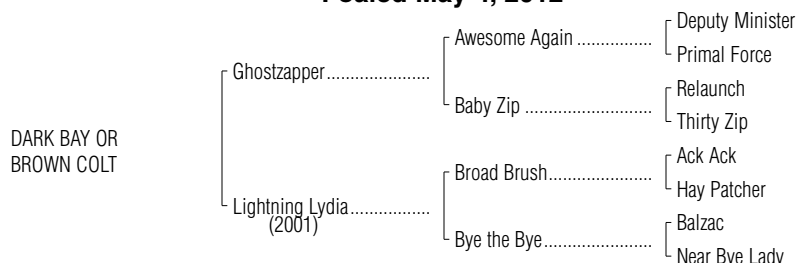 Foaled May 4, 2012
Deputy Minister
Awesome Again
Primal Force
Ghostzapper
Relaunch
Baby Zip
Thirty Zip
DARK BAY OR
BROWN COLT
Ack Ack
Broad Brush
Hay Patcher
Lightning Lydia
(2001)
Balzac
Bye the Bye
Near Bye Lady